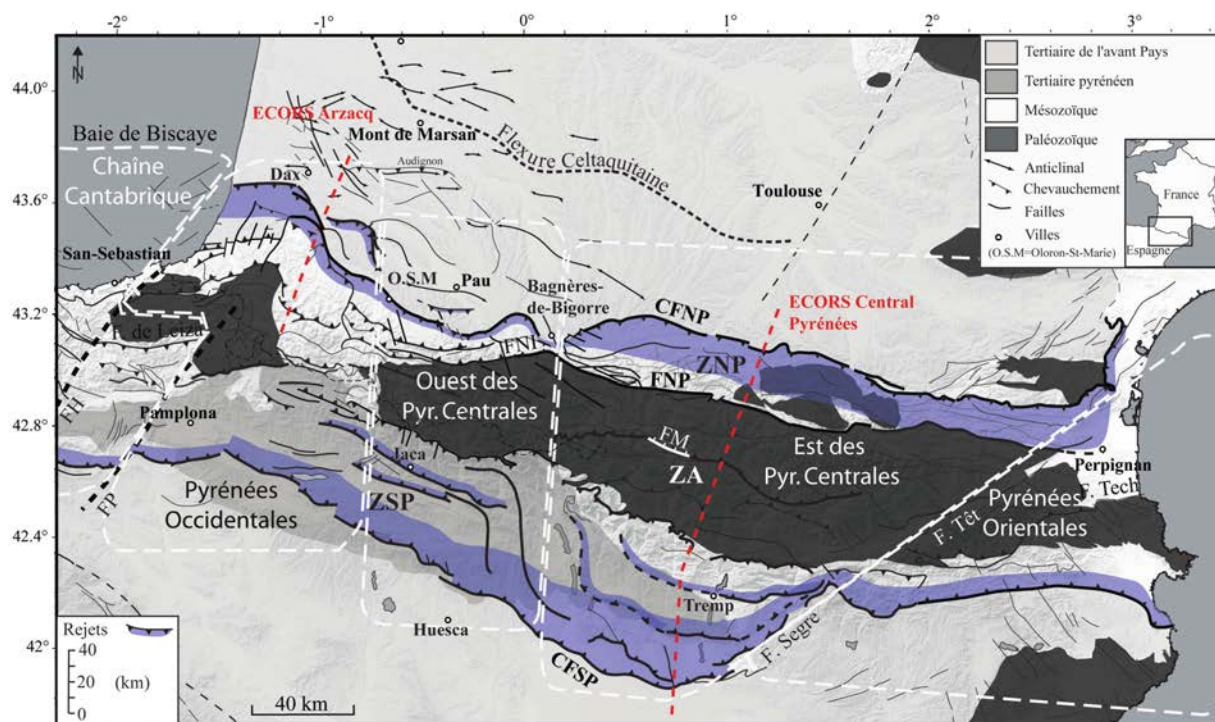 -2°
-1°
0°
1°
2°
3°
N
44.0°
43.6°
43.2°
42.8°
42.4°
42°
ECORS Arzacq
Mont de Marsan
Baie de Biscaye
Chaîne
Cantabrique
Dax
Audignon
Flexure Celtaquitaine
Toulouse
San-Sebastian
O.S.M
Pau
Bagnères-
de-Bigorre
CFNP
ECORS Central
Pyrénées
F. de Leiza
FNP
ZNP
FNP
FH
Ouest des
Pyr. Centrales
Pamplona
FM
Est des
Pyr. Centrales
ZA
Jaca
ZSP
Perpignan
F. Tech
Pyrénées
Occidentales
FP
F. Têt
Pyrénées
Orientales
Tremp
Huesca
F. Segre
CFSP
Rejets
40
20
0
(km)
40 km
Tertiaire de l'avant Pays
Tertiaire pyrénéen
Mésozoïque
Paléozoïque
Anticlinal
Chevauchement
Failles
Villes
(O.S.M=Oloron-St-Marie)
France
Espagne